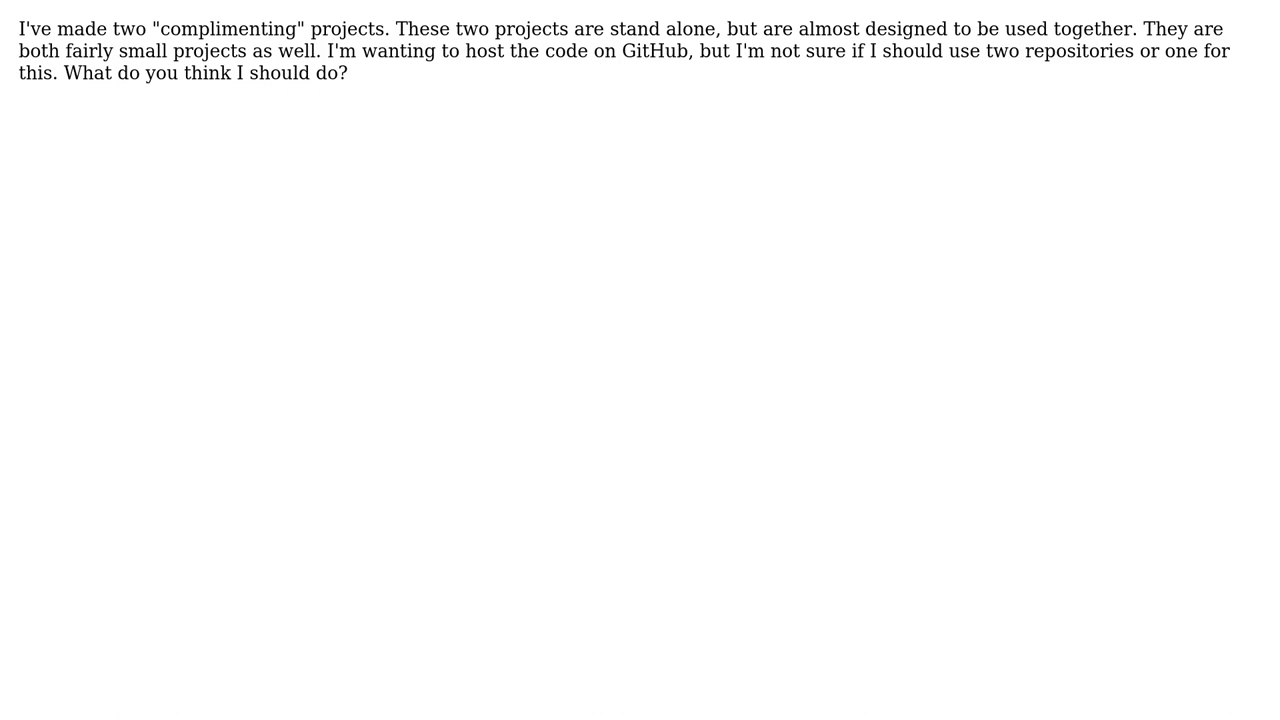 I've made two "complimenting" projects. These two projects are stand alone, but are almost designed to be used together. They are
both fairly small projects as well. I'm wanting to host the code on GitHub, but I'm not sure if I should use two repositories or one for
this. What do you think I should do?